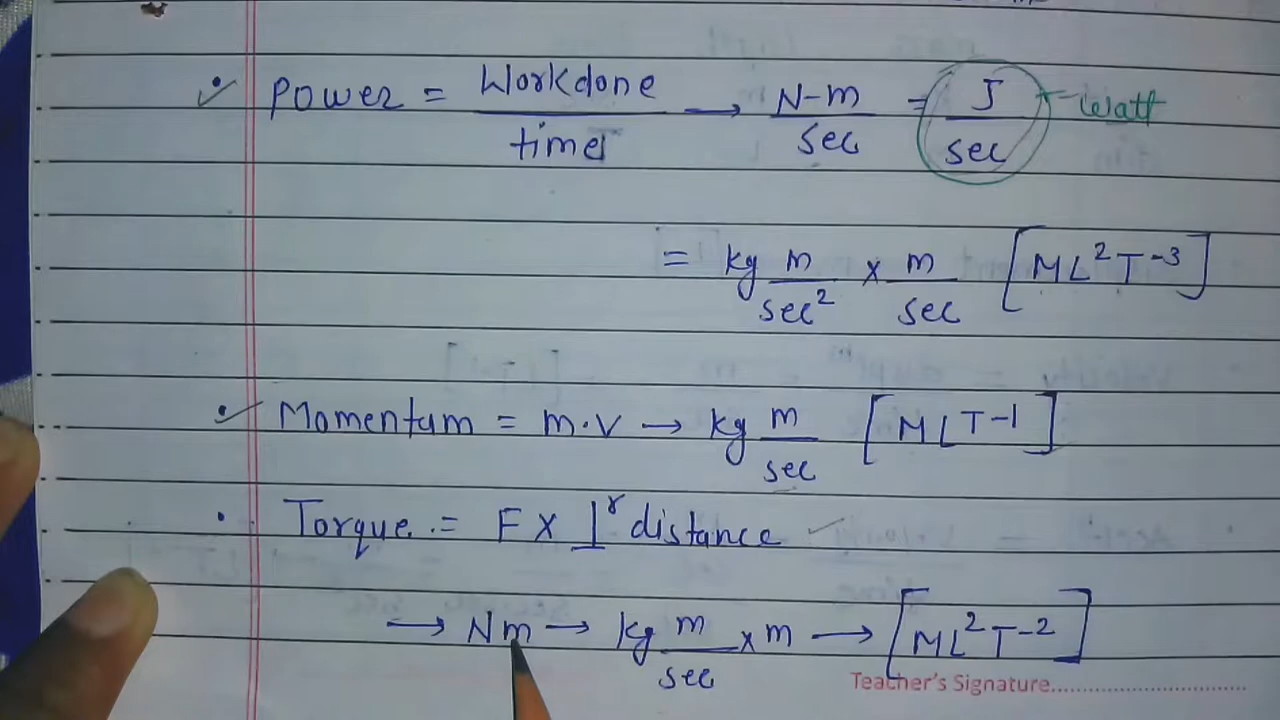 Power = Workdone / time → N-m / sec = J / sec ← watt
= kg m / sec² × m / sec [ML²T-3]
Momentum = m·v → kg m / sec [MLT-1]
Torque = F × ⊥r distance
→ Nm → kg m / sec × m → [ML²T-2]
Teacher's Signature